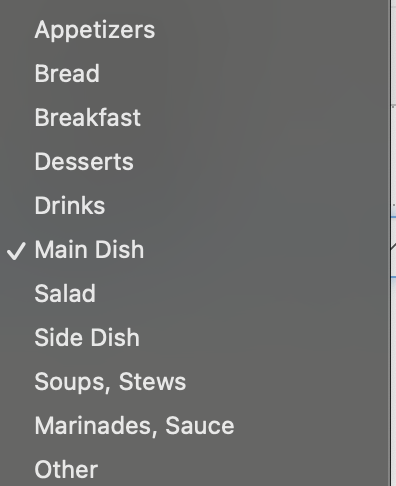 Appetizers
Bread
Breakfast
Desserts
Drinks
✓ Main Dish
Salad
Side Dish
Soups, Stews
Marinades, Sauce
Other